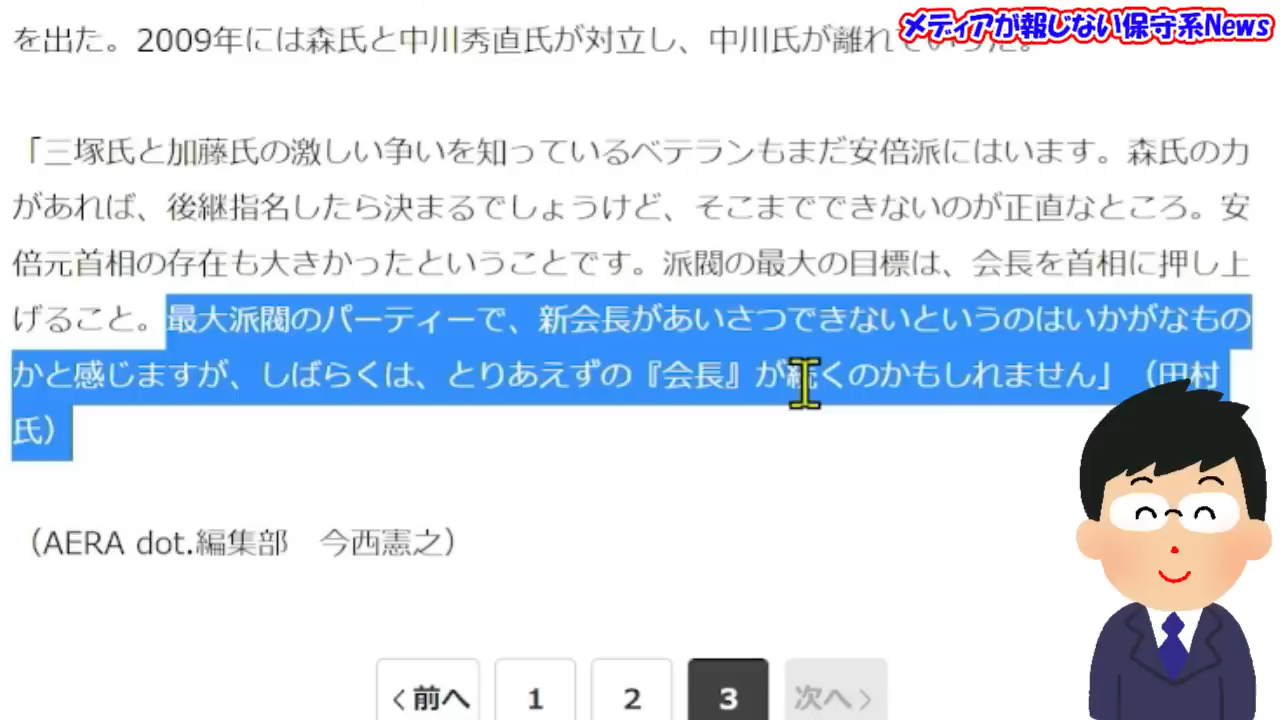 メディアが報じない保守系News
を出た。2009年には森氏と中川秀直氏が対立し、中川氏が離れていった。
「三塚氏と加藤氏の激しい争いを知っているベテランもまだ安倍派にはいます。森氏の力
があれば、後継指名したら決まるでしょうけど、そこまでできないのが正直なところ。安
倍元首相の存在も大きかったということです。派閥の最大の目標は、会長を首相に押し上
げること。最大派閥のパーティーで、新会長があいさつできないというのはいかがなもの
かと感じますが、しばらくは、とりあえずの『会長』が続くのかもしれません」（田村
氏）
（AERA dot.編集部　今西憲之）
＜前へ 1 2 3 次へ＞